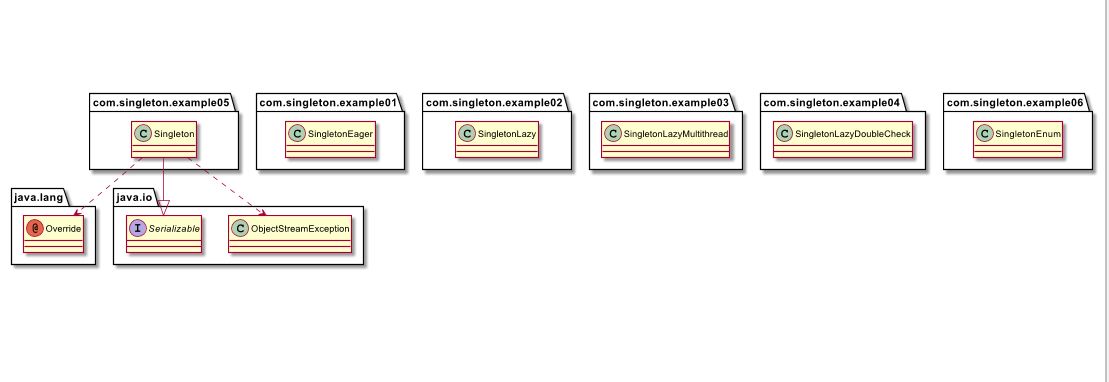 com.singleton.example05
C Singleton
com.singleton.example01
C SingletonEager
com.singleton.example02
C SingletonLazy
com.singleton.example03
C SingletonLazyMultithread
com.singleton.example04
C SingletonLazyDoubleCheck
com.singleton.example06
C SingletonEnum
java.lang
@ Override
java.io
I Serializable
C ObjectStreamException